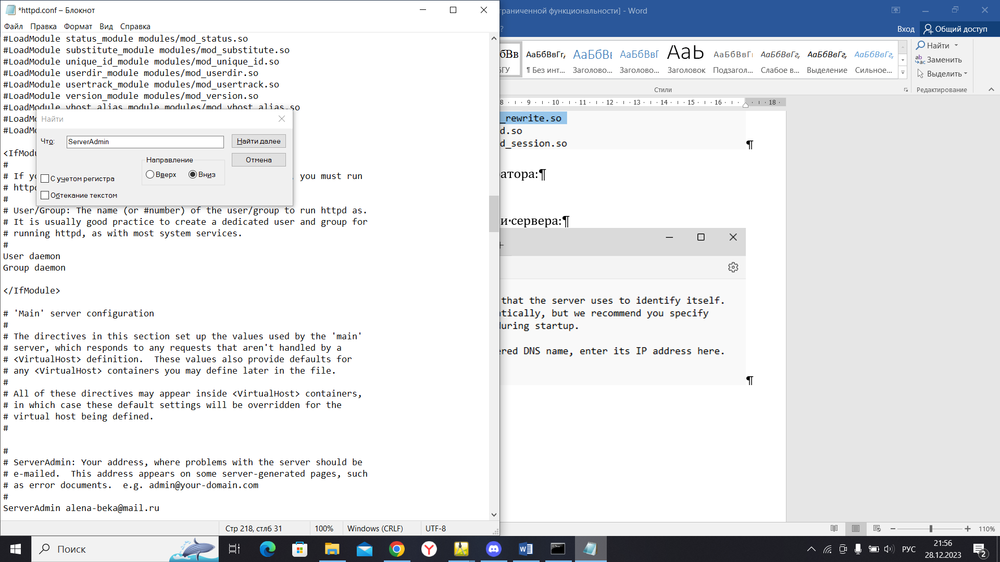 *httpd.conf – Блокнот
Файл Правка Формат Вид Справка
#LoadModule status_module modules/mod_status.so
#LoadModule substitute_module modules/mod_substitute.so
#LoadModule unique_id_module modules/mod_unique_id.so
#LoadModule userdir_module modules/mod_userdir.so
#LoadModule usertrack_module modules/mod_usertrack.so
#LoadModule version_module modules/mod_version.so
#LoadModule vhost_alias_module modules/mod_vhost_alias.so
#LoadM
#LoadM
<IfModu
#
# If yo , you must run
# httpd
#
# User/Group: The name (or #number) of the user/group to run httpd as.
# It is usually good practice to create a dedicated user and group for
# running httpd, as with most system services.
#
User daemon
Group daemon
</IfModule>
# 'Main' server configuration
#
# The directives in this section set up the values used by the 'main'
# server, which responds to any requests that aren't handled by a
# <VirtualHost> definition.  These values also provide defaults for
# any <VirtualHost> containers you may define later in the file.
#
# All of these directives may appear inside <VirtualHost> containers,
# in which case these default settings will be overridden for the
# virtual host being defined.
#
#
# ServerAdmin: Your address, where problems with the server should be
# e-mailed.  This address appears on some server-generated pages, such
# as error documents.  e.g. admin@your-domain.com
#
ServerAdmin alena-beka@mail.ru
Стр 218, стлб 31 100% Windows (CRLF) UTF-8
Найти
Что: ServerAdmin Найти далее
Направление Отмена
Вверх Вниз
С учетом регистра
Обтекание текстом
граниченной функциональности] - Word
? Вход Общий доступ
бБвВ АаБбВвГг, АаБбВвІ АаБбВвГ АаЬ АаБбВвГг АаБбВвГг, АаБбВвГг, АаБбВвГг,
БГУ ¶ Без инт... Заголово... Заголово... Заголовок Подзагол... Слабое в... Выделение Сильное...
Найти
Заменить
Выделить
Стили Редактирование
8 9 10 11 12 13 14 15 16 18
_rewrite.so
d.so
d_session.so ¶
атора:¶
и·сервера:¶
that the server uses to identify itself.
atically, but we recommend you specify
during startup.
ered DNS name, enter its IP address here.
¶
110%
Поиск
РУС
21:56
28.12.2023
2